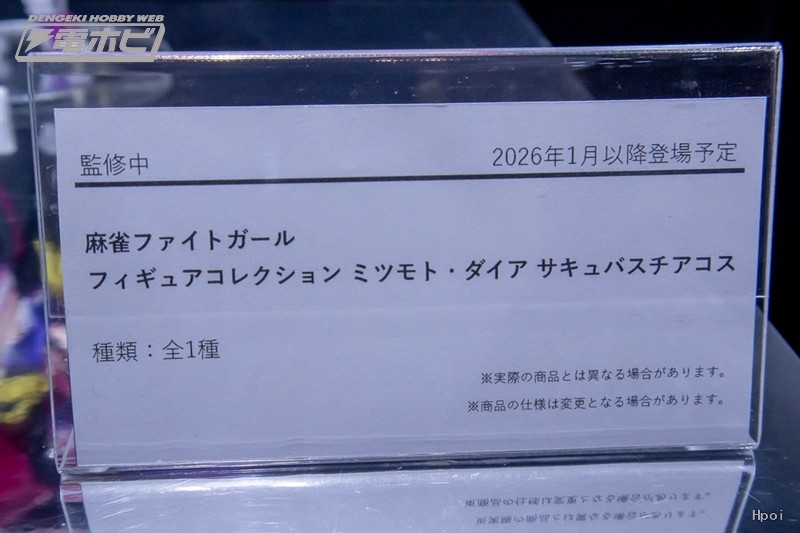 DENGEKI HOBBY WEB
電ホビ
監修中
2026年1月以降登場予定
麻雀ファイトガール
フィギュアコレクション ミツモト・ダイア サキュバスチアコス
種類：全1種
※実際の商品とは異なる場合があります。
※商品の仕様は変更となる場合があります。
Hpoi